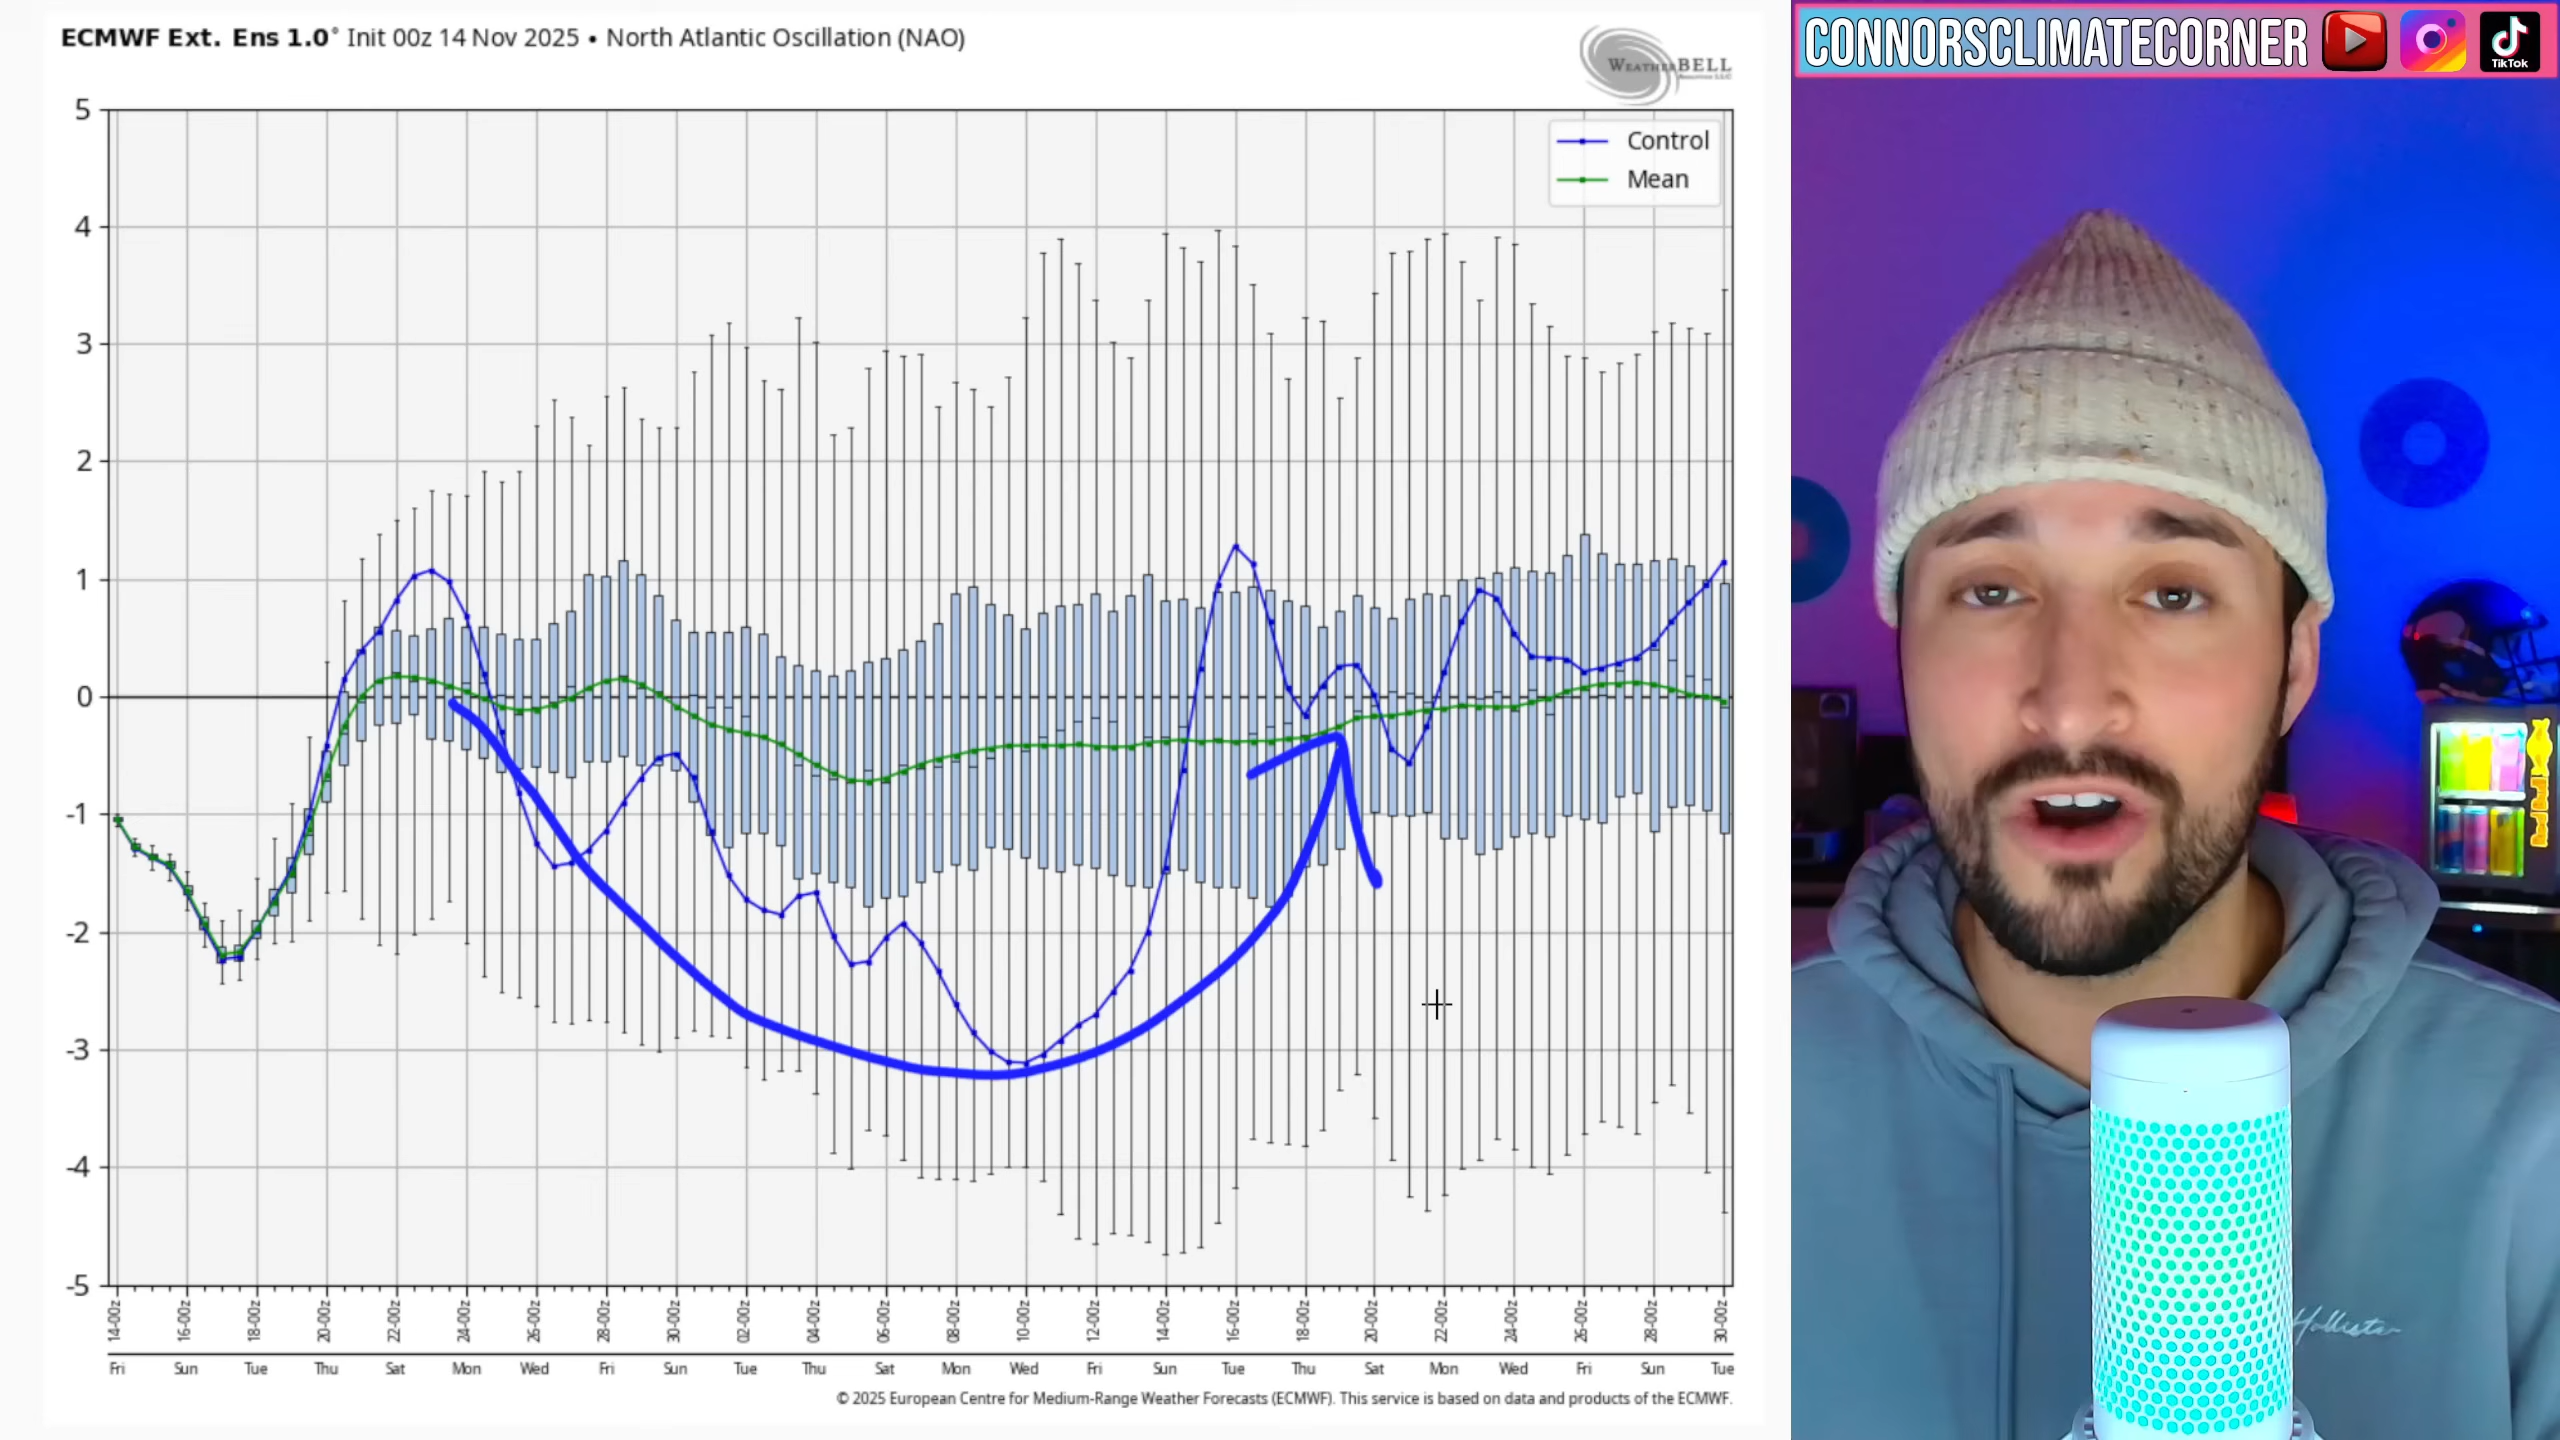 ECMWF Ext. Ens 1.0° Init 00z 14 Nov 2025 • North Atlantic Oscillation (NAO)
WEATHERBELL
CONNORSCLIMATECORNER
TikTok
Control
Mean
5
4
3
2
1
0
-1
-2
-3
-4
-5
14-00z 16-00z 18-00z 20-00z 22-00z 24-00z 26-00z 28-00z 30-00z 02-00z 04-00z 06-00z 08-00z 10-00z 12-00z 14-00z 16-00z 18-00z 20-00z 22-00z 24-00z 26-00z 28-00z 30-00z
Fri Sun Tue Thu Sat Mon Wed Fri Sun Tue Thu Sat Mon Wed Fri Sun Tue Thu Sat Mon Wed Fri Sun Tue
© 2025 European Centre for Medium-Range Weather Forecasts (ECMWF). This service is based on data and products of the ECMWF.
Red Bull
Hollister